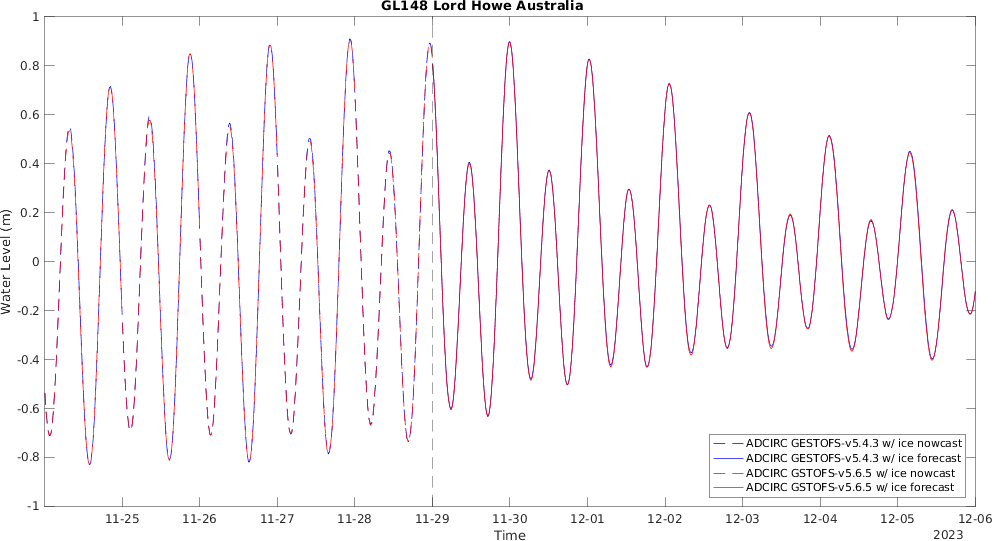 GL148 Lord Howe Australia
1
0.8
0.6
0.4
0.2
0
-0.2
-0.4
-0.6
-0.8
-1
Water Level (m)
ADCIRC GESTOFS-v5.4.3 w/ ice nowcast
ADCIRC GESTOFS-v5.4.3 w/ ice forecast
ADCIRC GSTOFS-v5.6.5 w/ ice nowcast
ADCIRC GSTOFS-v5.6.5 w/ ice forecast
11-25 11-26 11-27 11-28 11-29 11-30 12-01 12-02 12-03 12-04 12-05 12-06
Time
2023